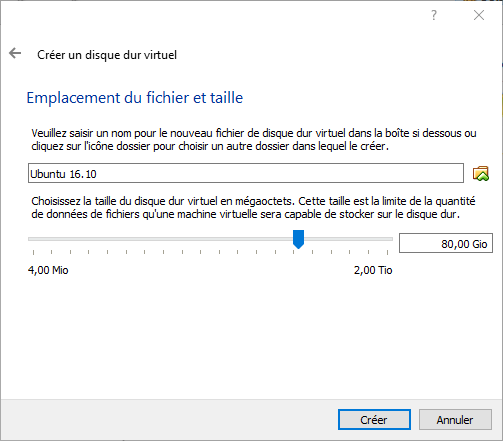 ?
Créer un disque dur virtuel
Emplacement du fichier et taille
Veuillez saisir un nom pour le nouveau fichier de disque dur virtuel dans la boîte si dessous ou
cliquez sur l'icône dossier pour choisir un autre dossier dans lequel le créer.
Ubuntu 16.10
Choisissez la taille du disque dur virtuel en mégaoctets. Cette taille est la limite de la quantité
de données de fichiers qu'une machine virtuelle sera capable de stocker sur le disque dur.
80,00 Gio
4,00 Mio 2,00 Tio
Créer Annuler